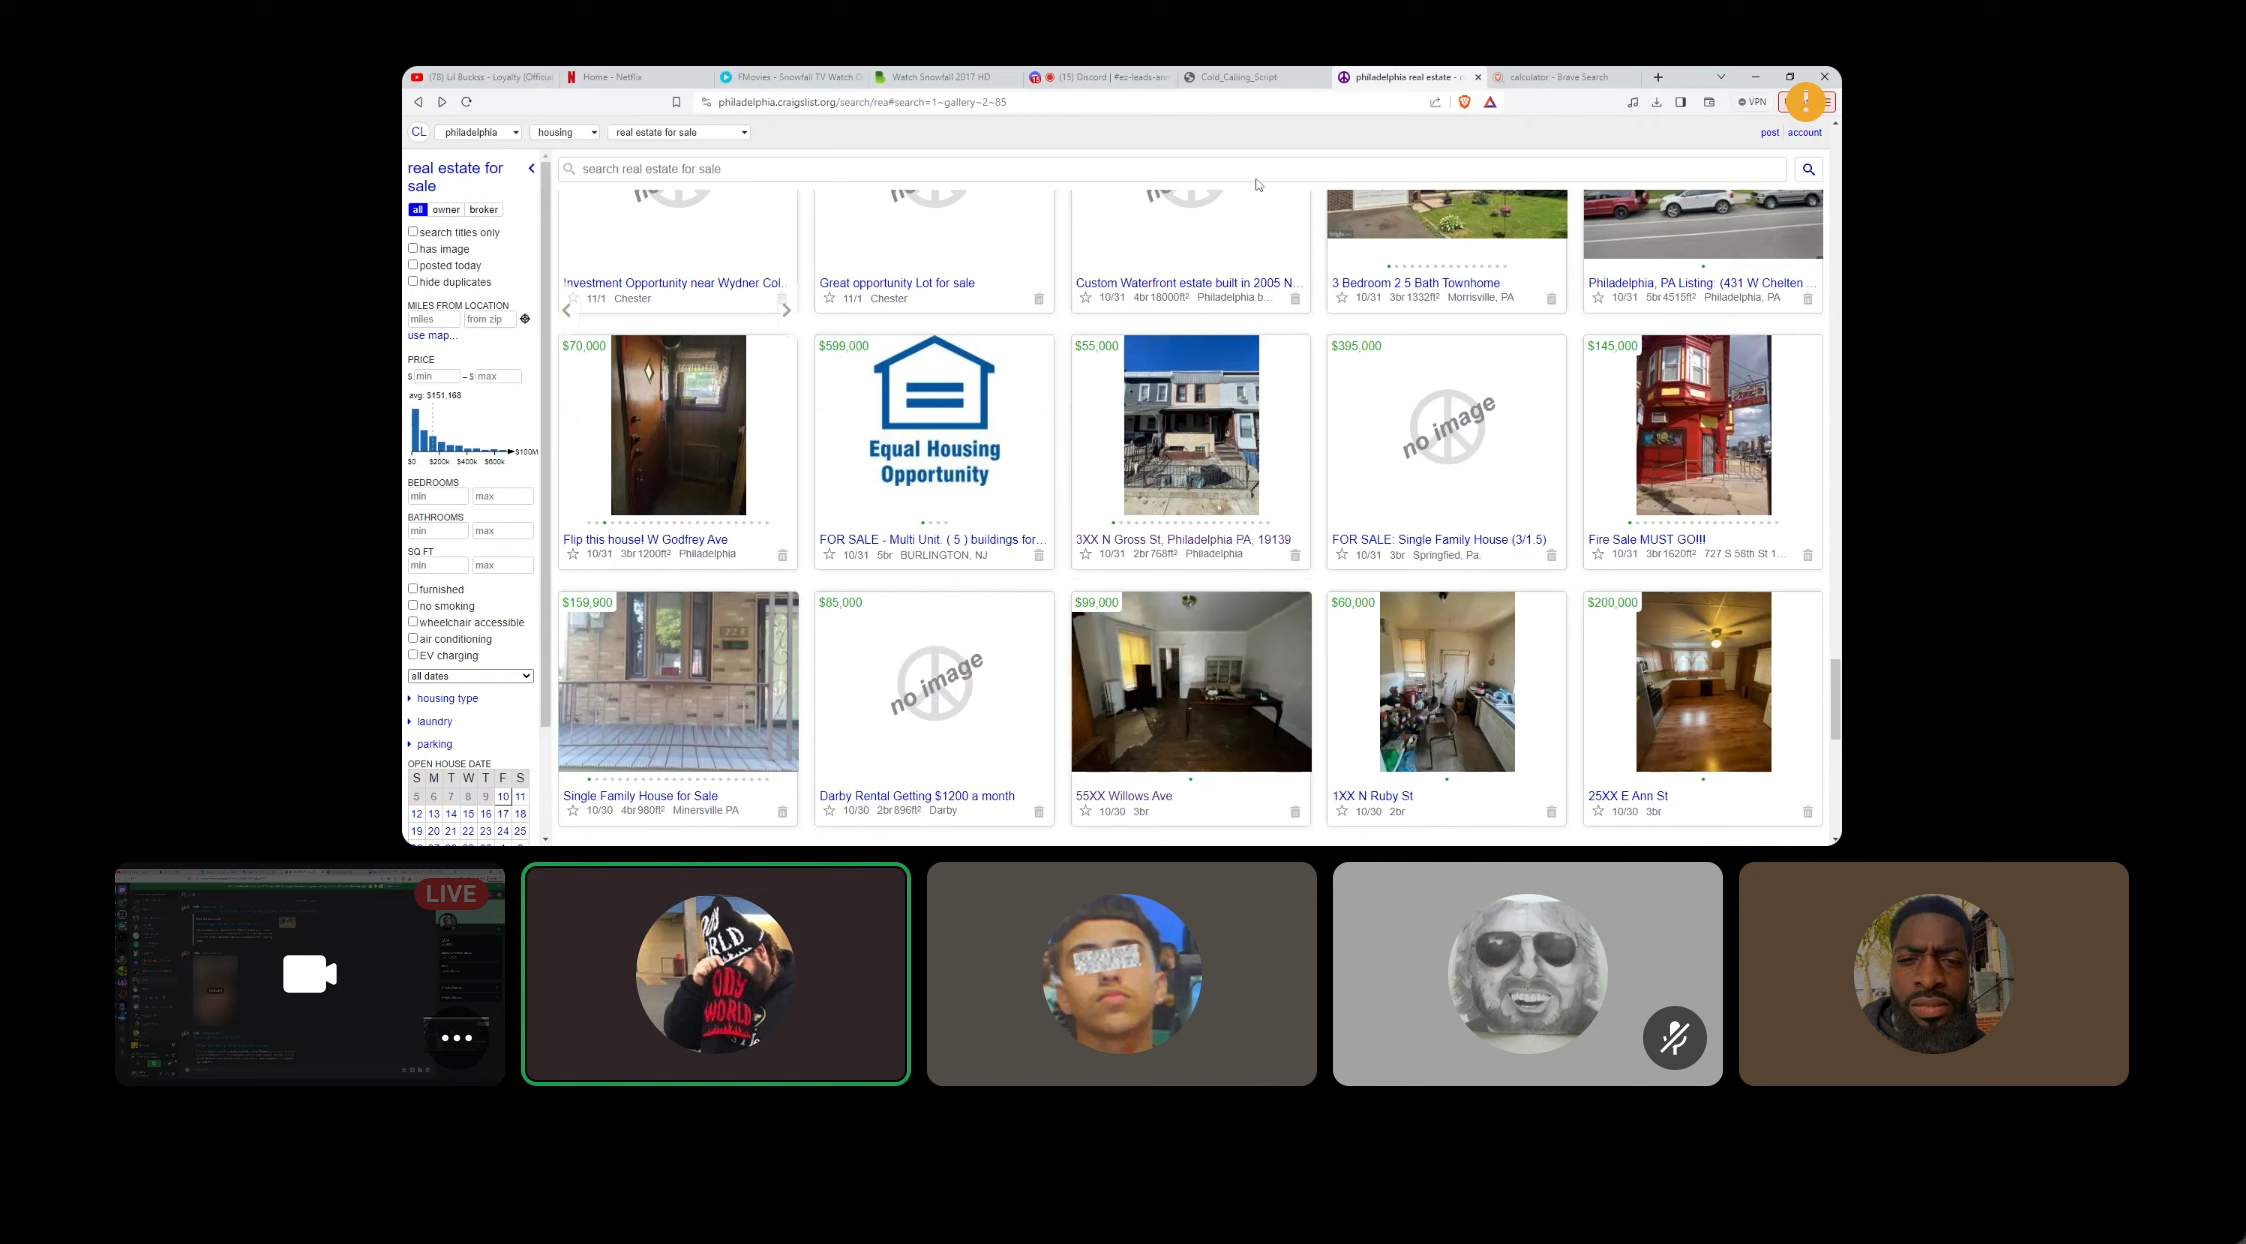 (78) Lil Buckss - Loyalty (Official
Home - Netflix
FMovies - Snowfall TV Watch O
Watch Snowfall 2017 HD
(15) Discord | #ez-leads-ann
Cold_Calling_Script
philadelphia real estate - c
calculator - Brave Search
philadelphia.craigslist.org/search/rea#search=1~gallery~2~85
VPN
CL
philadelphia
housing
real estate for sale
post
account
real estate for
sale
search real estate for sale
all owner broker
search titles only
has image
posted today
hide duplicates
MILES FROM LOCATION
miles
from zip
use map...
PRICE
$ min – $ max
avg: $151,168
$100M
$0 $200k $400k $600k
BEDROOMS
min max
BATHROOMS
min max
SQ FT
min max
furnished
no smoking
wheelchair accessible
air conditioning
EV charging
all dates
housing type
laundry
parking
OPEN HOUSE DATE
S M T W T F S
5 6 7 8 9 10 11
12 13 14 15 16 17 18
19 20 21 22 23 24 25
Investment Opportunity near Wydner Col...
11/1 Chester
Great opportunity Lot for sale
11/1 Chester
Custom Waterfront estate built in 2005 N...
10/31 4br 18000ft² Philadelphia b...
3 Bedroom 2.5 Bath Townhome
10/31 3br 1332ft² Morrisville, PA
Philadelphia, PA Listing: (431 W Chelten ...
10/31 5br 4515ft² Philadelphia, PA
$70,000
Flip this house! W Godfrey Ave
10/31 3br 1200ft² Philadelphia
$599,000
Equal Housing
Opportunity
FOR SALE - Multi Unit. ( 5 ) buildings for...
10/31 5br BURLINGTON, NJ
$55,000
3XX N Gross St, Philadelphia PA, 19139
10/31 2br 768ft² Philadelphia
$395,000
no image
FOR SALE: Single Family House (3/1.5)
10/31 3br Springfied, Pa.
$145,000
Fire Sale MUST GO!!!
10/31 3br 1620ft² 727 S 58th St 1...
$159,900
Single Family House for Sale
10/30 4br 980ft² Minersville PA
$85,000
no image
Darby Rental Getting $1200 a month
10/30 2br 896ft² Darby
$99,000
55XX Willows Ave
10/30 3br
$60,000
1XX N Ruby St
10/30 2br
$200,000
25XX E Ann St
10/30 3br
LIVE
WORLD